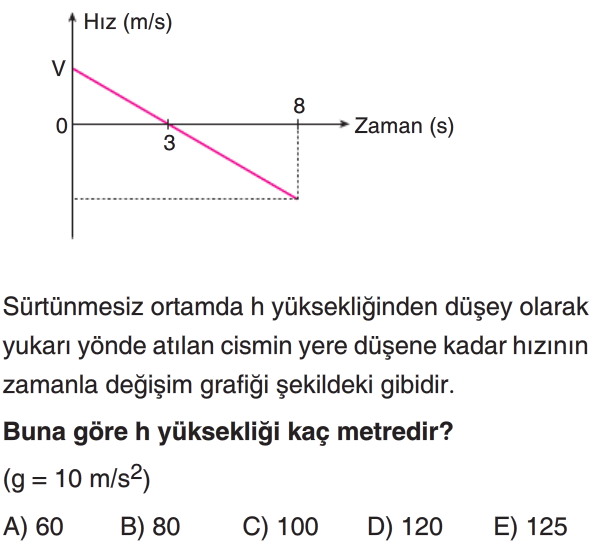 Hız (m/s)
V
8
0
Zaman (s)
3
Sürtünmesiz ortamda h yüksekliğinden düşey olarak
yukarı yönde atılan cismin yere düşene kadar hızının
zamanla değişim grafiği şekildeki gibidir.
Buna göre h yüksekliği kaç metredir?
(g = 10 m/s²)
A) 60 B) 80 C) 100 D) 120 E) 125